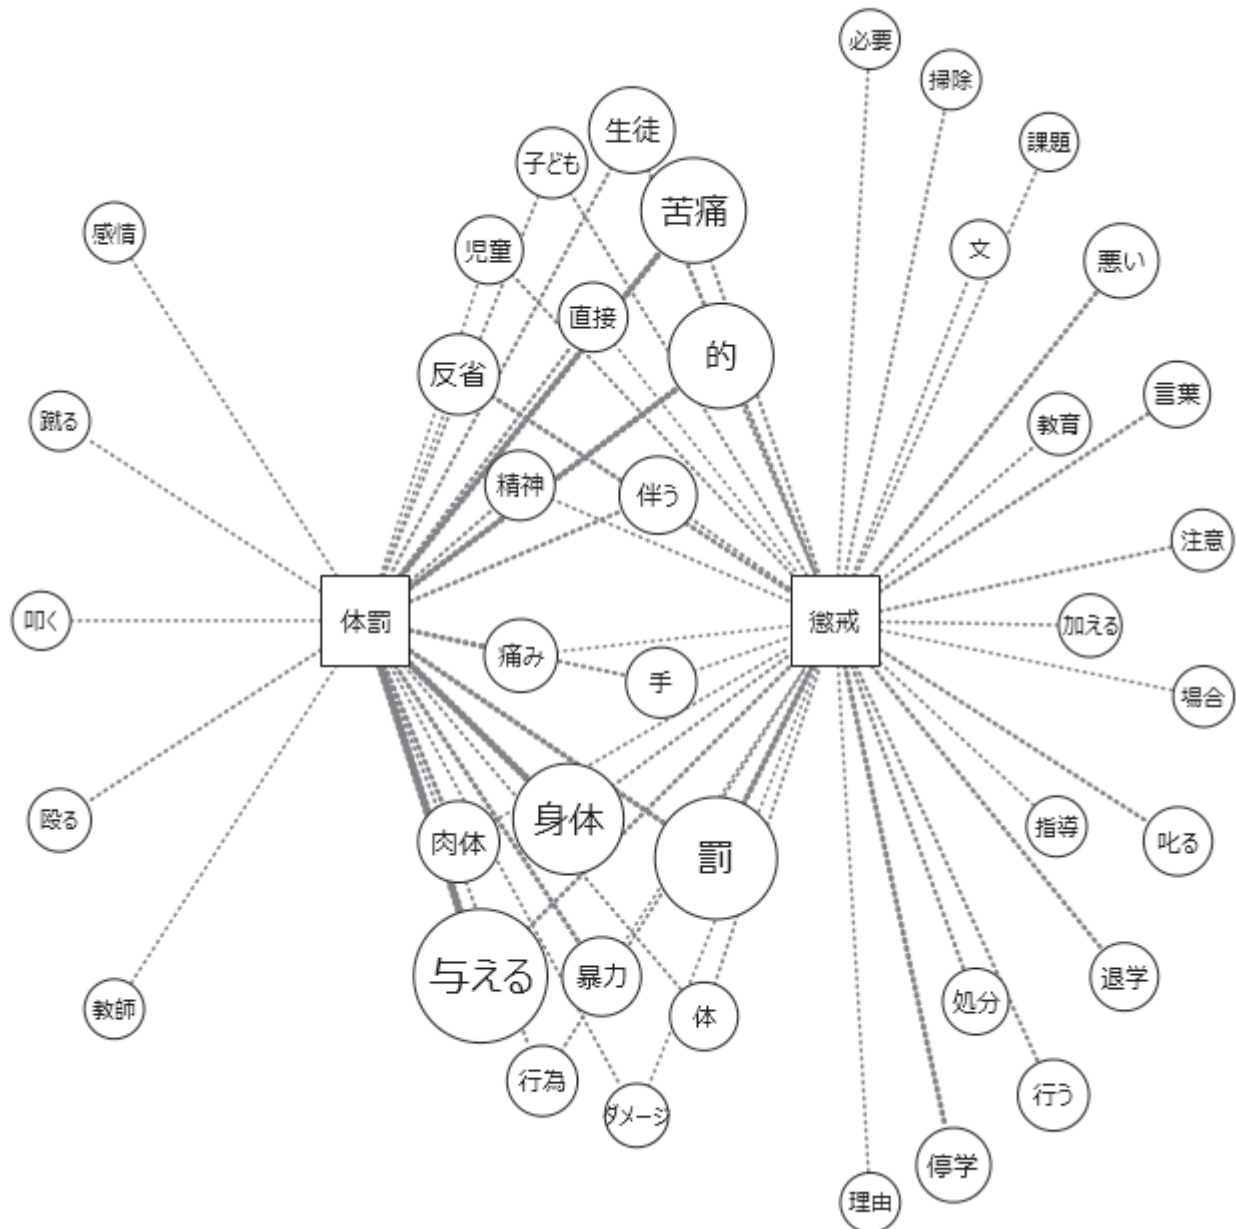 必要
掃除
課題
生徒
子ども
苦痛
感情
児童
文
悪い
直接
的
反省
蹴る
言葉
教育
精神
伴う
注意
叩く
体罰
懲戒
加える
痛み
手
場合
殴る
肉体
身体
罰
指導
叱る
与える
暴力
体
処分
退学
教師
行為
ダメージ
行う
停学
理由